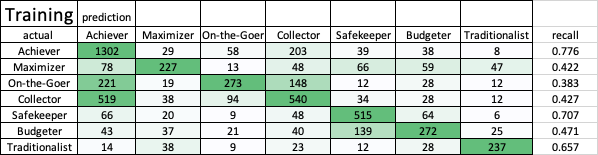 Training prediction
actual Achiever Maximizer On-the-Goer Collector Safekeeper Budgeter Traditionalist recall
Achiever 1302 29 58 203 39 38 8 0.776
Maximizer 78 227 13 48 66 59 47 0.422
On-the-Goer 221 19 273 148 12 28 12 0.383
Collector 519 38 94 540 34 28 12 0.427
Safekeeper 66 20 9 48 515 64 6 0.707
Budgeter 43 37 21 40 139 272 25 0.471
Traditionalist 14 38 9 23 12 28 237 0.657